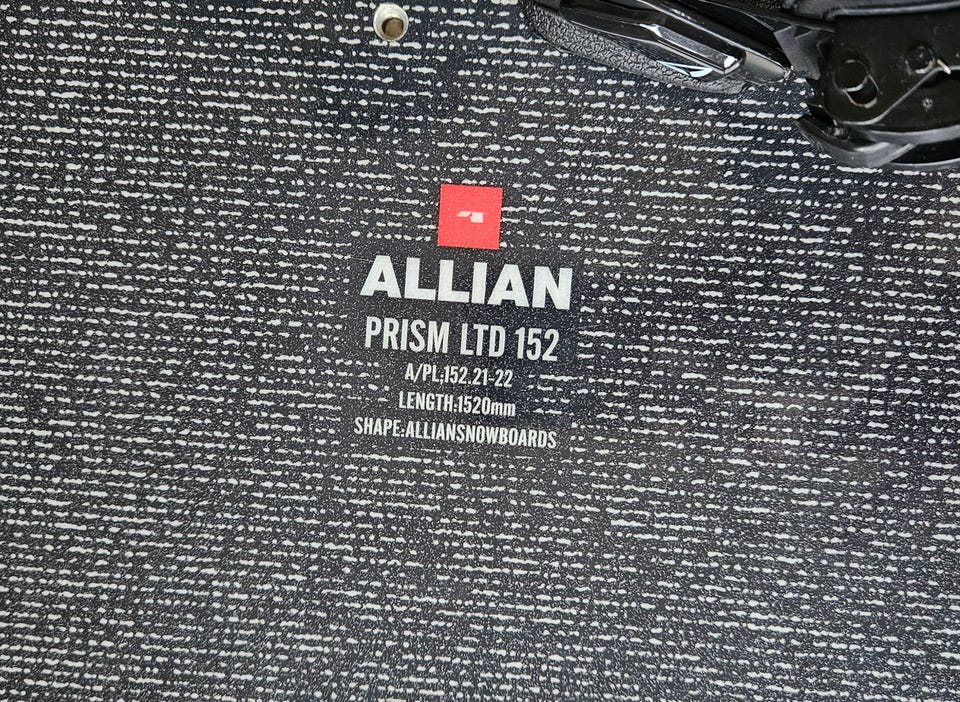 ALLIAN
PRISM LTD 152
A/PL:152.21-22
LENGTH:1520mm
SHAPE:ALLIANSNOWBOARDS